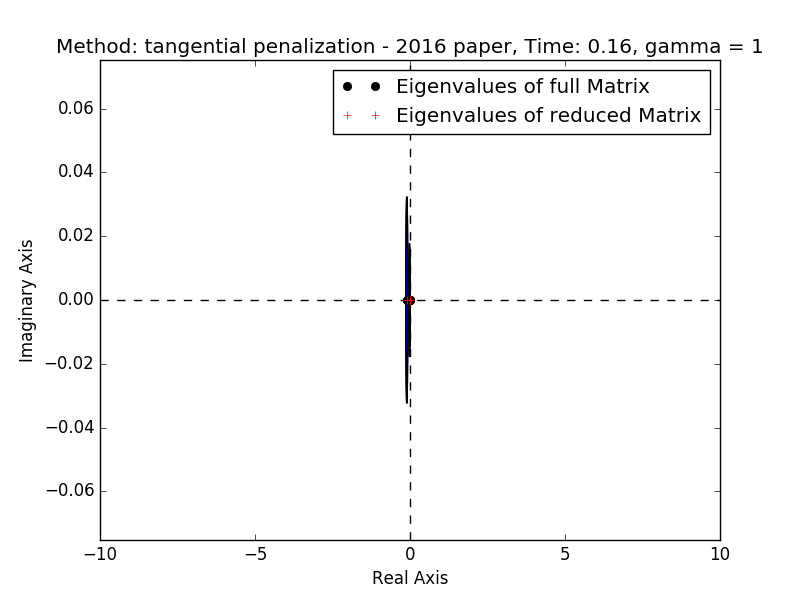 Method: tangential penalization - 2016 paper, Time: 0.16, gamma = 1
Eigenvalues of full Matrix
Eigenvalues of reduced Matrix
0.06
0.04
0.02
0.00
−0.02
−0.04
−0.06
Imaginary Axis
−10 −5 0 5 10
Real Axis